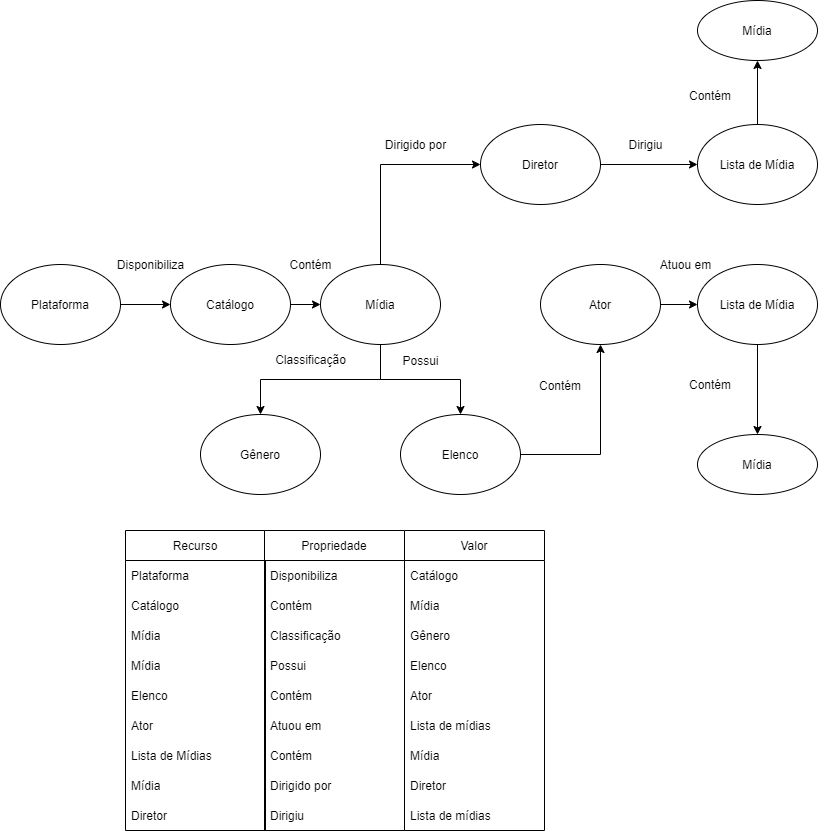 Mídia
Contém
Dirigido por
Diretor
Dirigiu
Lista de Mídia
Plataforma
Disponibiliza
Catálogo
Contém
Mídia
Ator
Atuou em
Lista de Mídia
Classificação
Possui
Contém
Contém
Gênero
Elenco
Mídia
Recurso Propriedade Valor
Plataforma Disponibiliza Catálogo
Catálogo Contém Mídia
Mídia Classificação Gênero
Mídia Possui Elenco
Elenco Contém Ator
Ator Atuou em Lista de mídias
Lista de Mídias Contém Mídia
Mídia Dirigido por Diretor
Diretor Dirigiu Lista de mídias